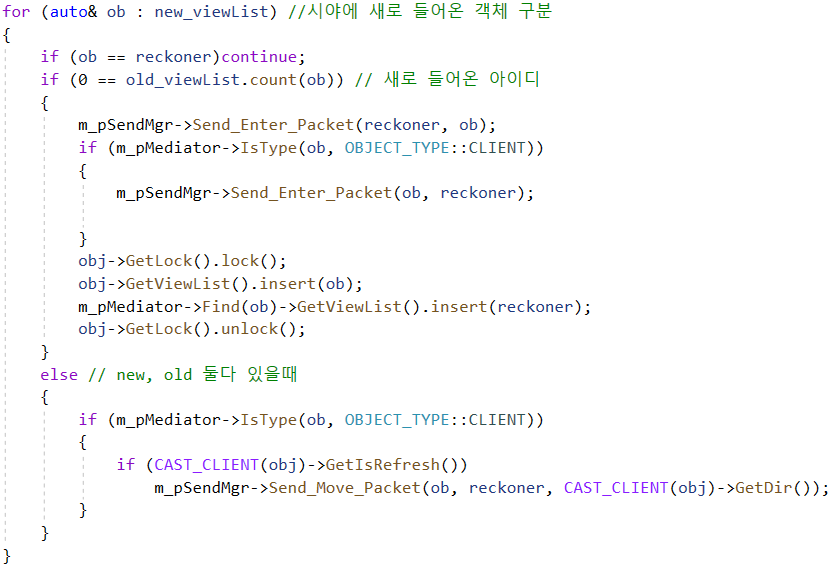 for (auto& ob : new_viewList) //시야에 새로 들어온 객체 구분
{
    if (ob == reckoner)continue;
    if (0 == old_viewList.count(ob)) // 새로 들어온 아이디
    {
        m_pSendMgr->Send_Enter_Packet(reckoner, ob);
        if (m_pMediator->IsType(ob, OBJECT_TYPE::CLIENT))
        {
            m_pSendMgr->Send_Enter_Packet(ob, reckoner);

        }
        obj->GetLock().lock();
        obj->GetViewList().insert(ob);
        m_pMediator->Find(ob)->GetViewList().insert(reckoner);
        obj->GetLock().unlock();
    }
    else // new, old 둘다 있을때
    {
        if (m_pMediator->IsType(ob, OBJECT_TYPE::CLIENT))
        {
            if (CAST_CLIENT(obj)->GetIsRefresh())
                m_pSendMgr->Send_Move_Packet(ob, reckoner, CAST_CLIENT(obj)->GetDir());
        }
    }
}